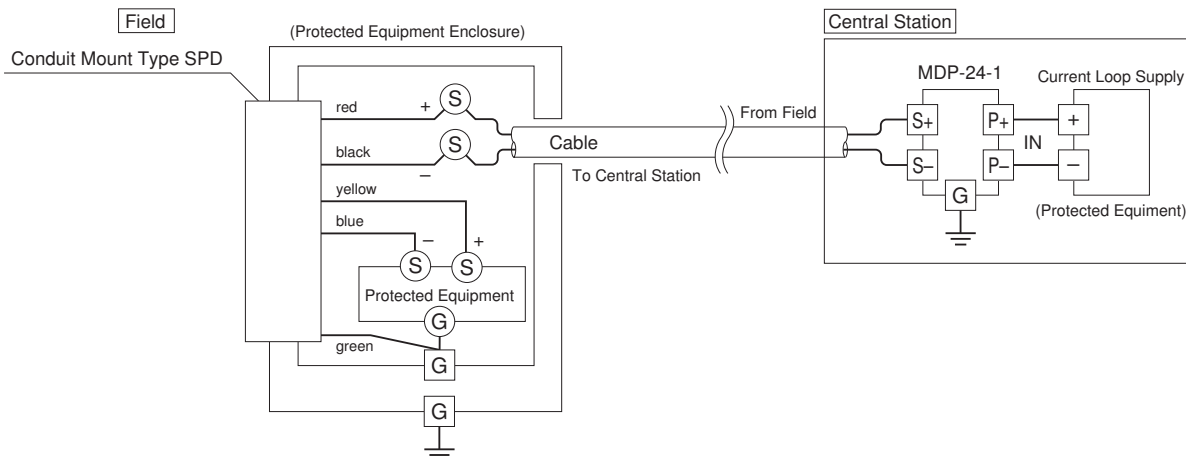 Field
Central Station
(Protected Equipment Enclosure)
Conduit Mount Type SPD
MDP-24-1
Current Loop Supply
red
+
S
From Field
S+
P+
+
Cable
IN
black
S
–
S–
P–
–
To Central Station
yellow
G
blue
(Protected Equiment)
–
+
S
S
Protected Equipment
G
green
G
G